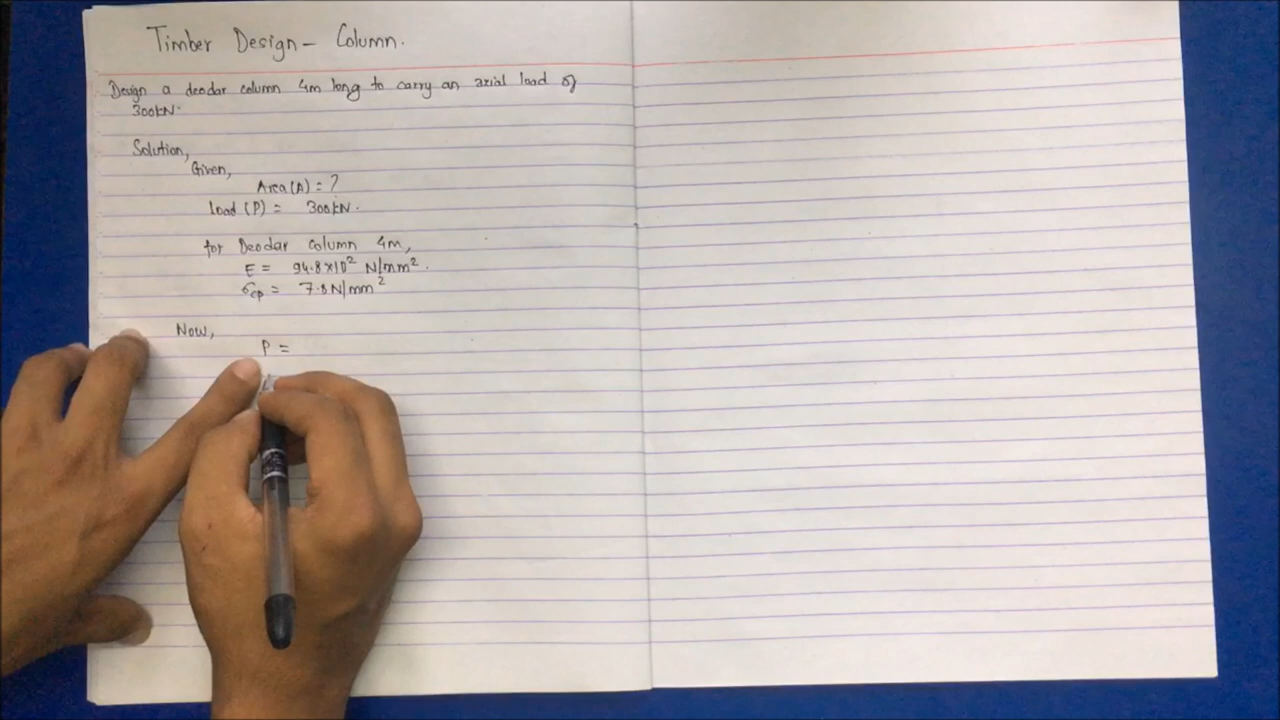 Timber Design - Column.
Design a deodar column 4m long to carry an axial load of
300kN.
Solution,
Given,
Area (A) = ?
load (P) = 300kN.
for Deodar column 4m,
E = 94.8×10² N/mm².
σcp = 7.8 N/mm²
Now,
P =